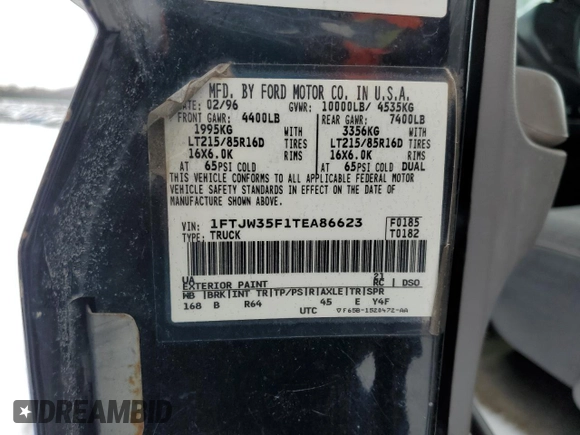 MFD. BY FORD MOTOR CO. IN U.S.A.
DATE: 02/96 GVWR: 10000LB/ 4535KG
FRONT GAWR: 4400LB REAR GAWR: 7400LB
1995KG WITH 3356KG WITH
LT215/85R16D TIRES LT215/85R16D TIRES
16X6.0K RIMS 16X6.0K RIMS
AT 65PSI COLD AT 65PSI COLD DUAL
THIS VEHICLE CONFORMS TO ALL APPLICABLE FEDERAL MOTOR
VEHICLE SAFETY STANDARDS IN EFFECT ON THE DATE OF
MANUFACTURE SHOWN ABOVE.
VIN: 1FTJW35F1TEA86623 F0185
TYPE: TRUCK T0182
UA 21
EXTERIOR PAINT RC DSO
WB |BRK|INT TR|TP/PS|R|AXLE|TR|SPR
168 B R64 45 E Y4F
UTC F65B-1520472-AA
DREAMBID